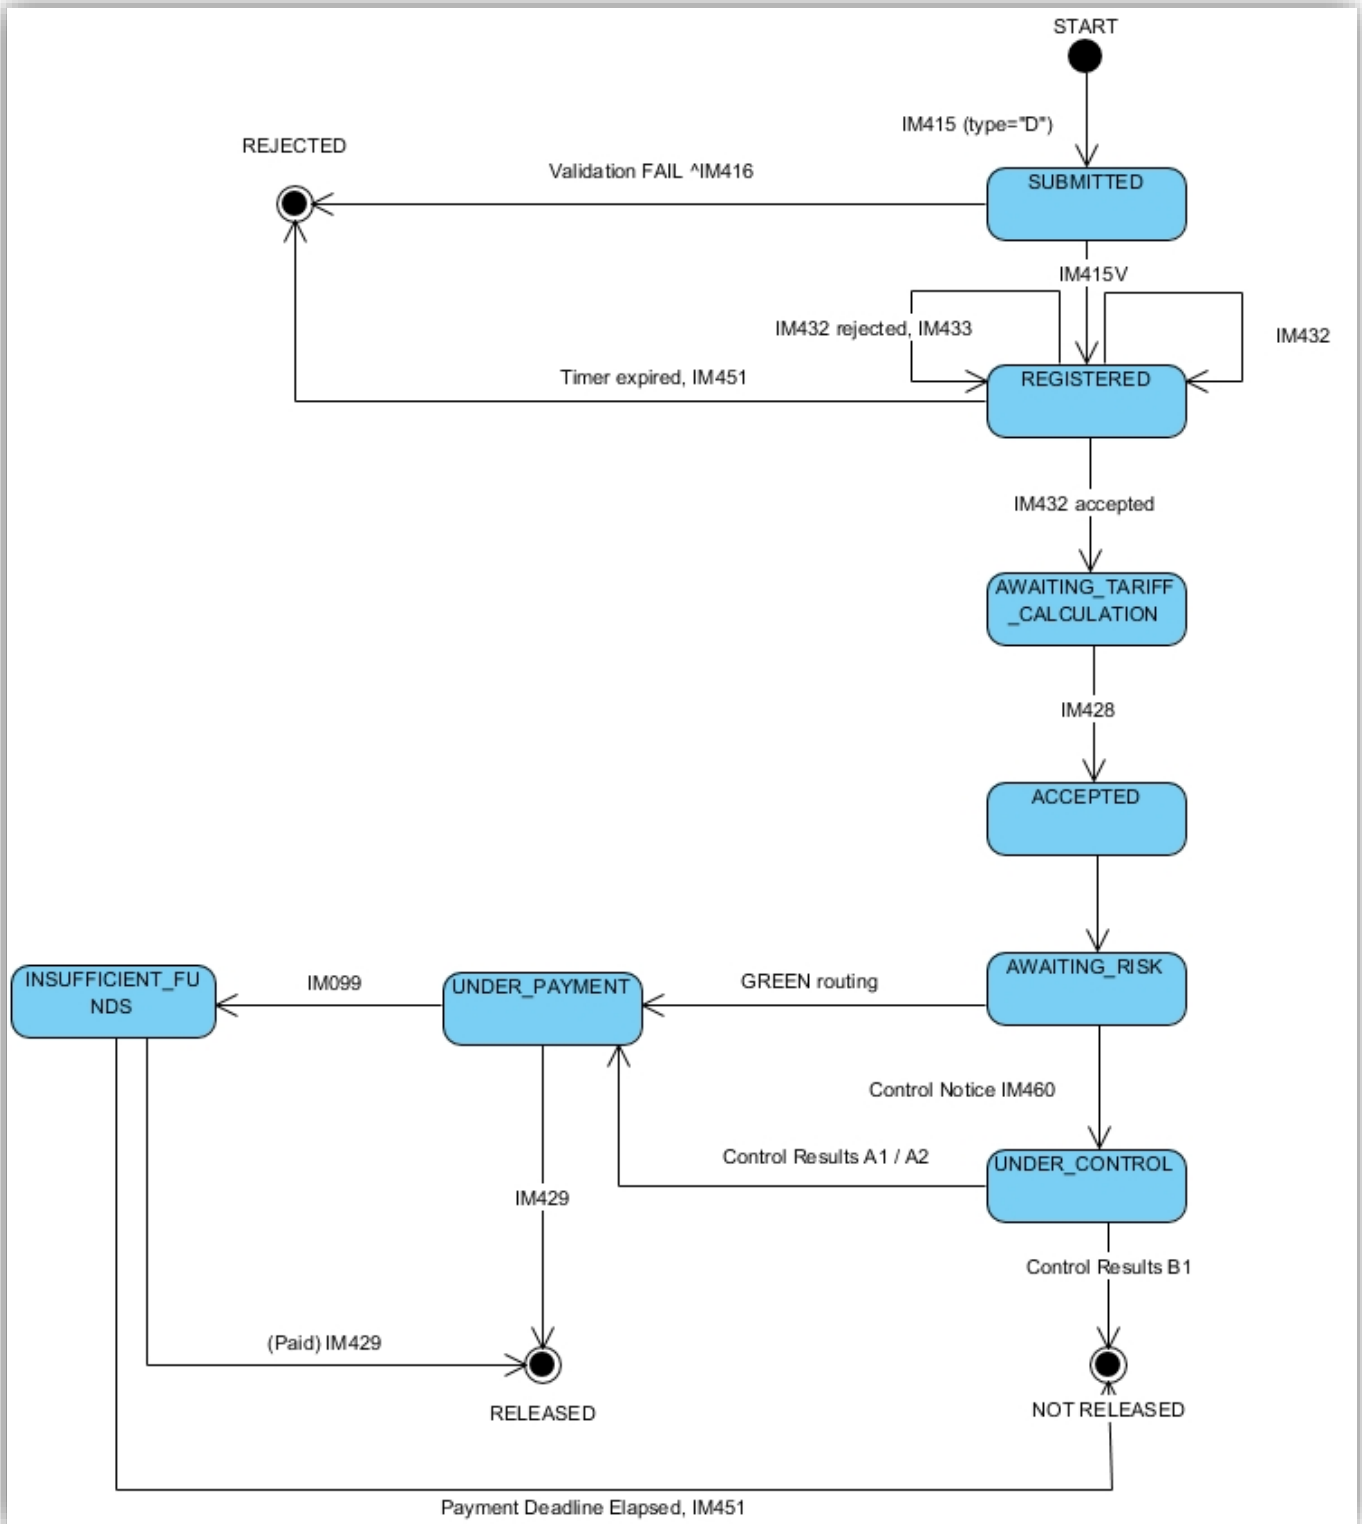 START
IM415 (type="D")
REJECTED
Validation FAIL ^IM416
SUBMITTED
IM415V
IM432 rejected, IM433
IM432
Timer expired, IM451
REGISTERED
IM432 accepted
AWAITING_TARIFF
_CALCULATION
IM428
ACCEPTED
AWAITING_RISK
INSUFFICIENT_FU
NDS
IM099
UNDER_PAYMENT
GREEN routing
Control Notice IM460
Control Results A1 / A2
UNDER_CONTROL
IM429
Control Results B1
(Paid) IM429
RELEASED
NOT RELEASED
Payment Deadline Elapsed, IM451